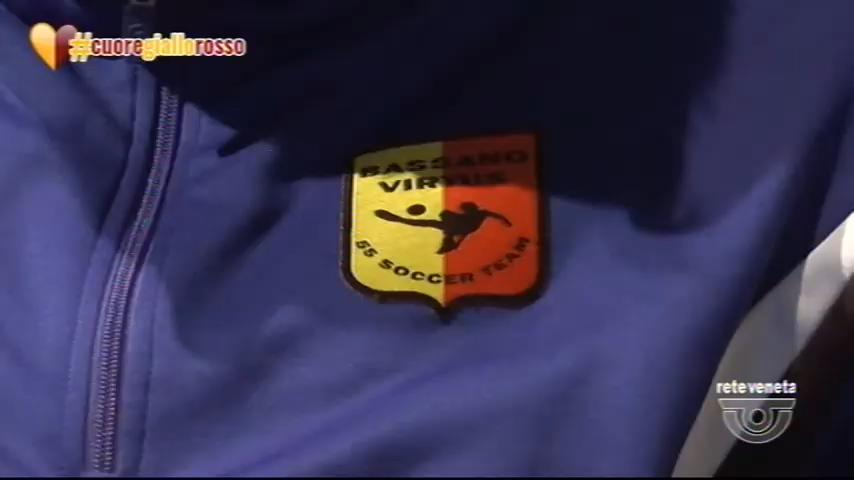 #cuoregiallorosso
BASSANO
VIRTUS
55 SOCCER TEAM
reteveneta